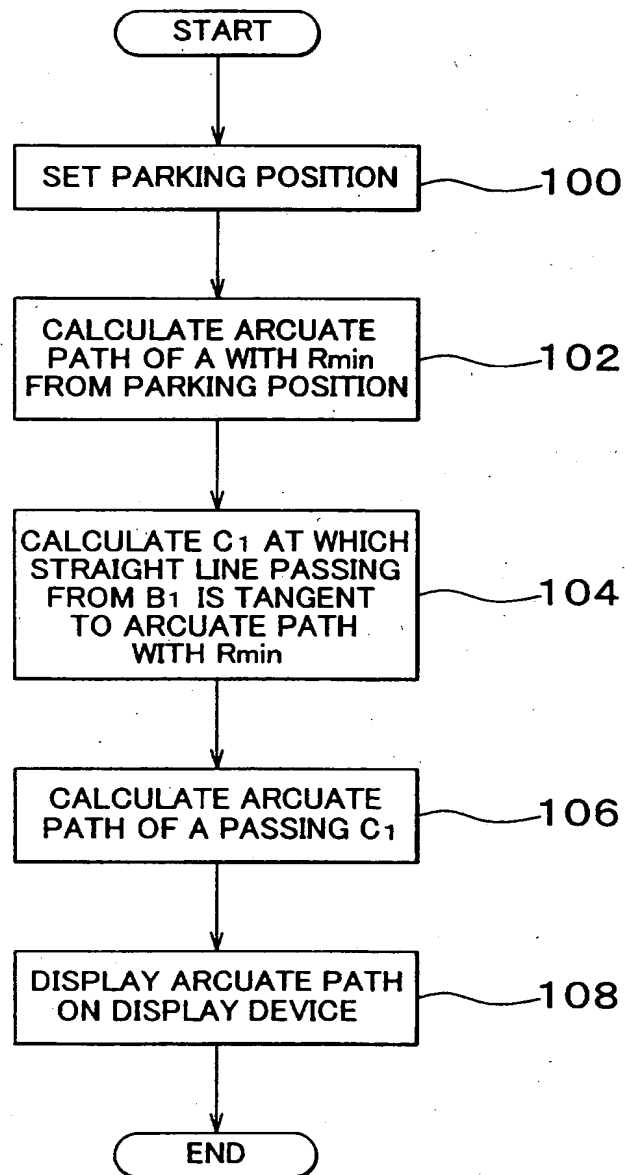 START
SET PARKING POSITION
100
CALCULATE ARCUATE
PATH OF A WITH Rmin
FROM PARKING POSITION
102
CALCULATE C1 AT WHICH
STRAIGHT LINE PASSING
FROM B1 IS TANGENT
TO ARCUATE PATH
WITH Rmin
104
CALCULATE ARCUATE
PATH OF A PASSING C1
106
DISPLAY ARCUATE PATH
ON DISPLAY DEVICE
108
END